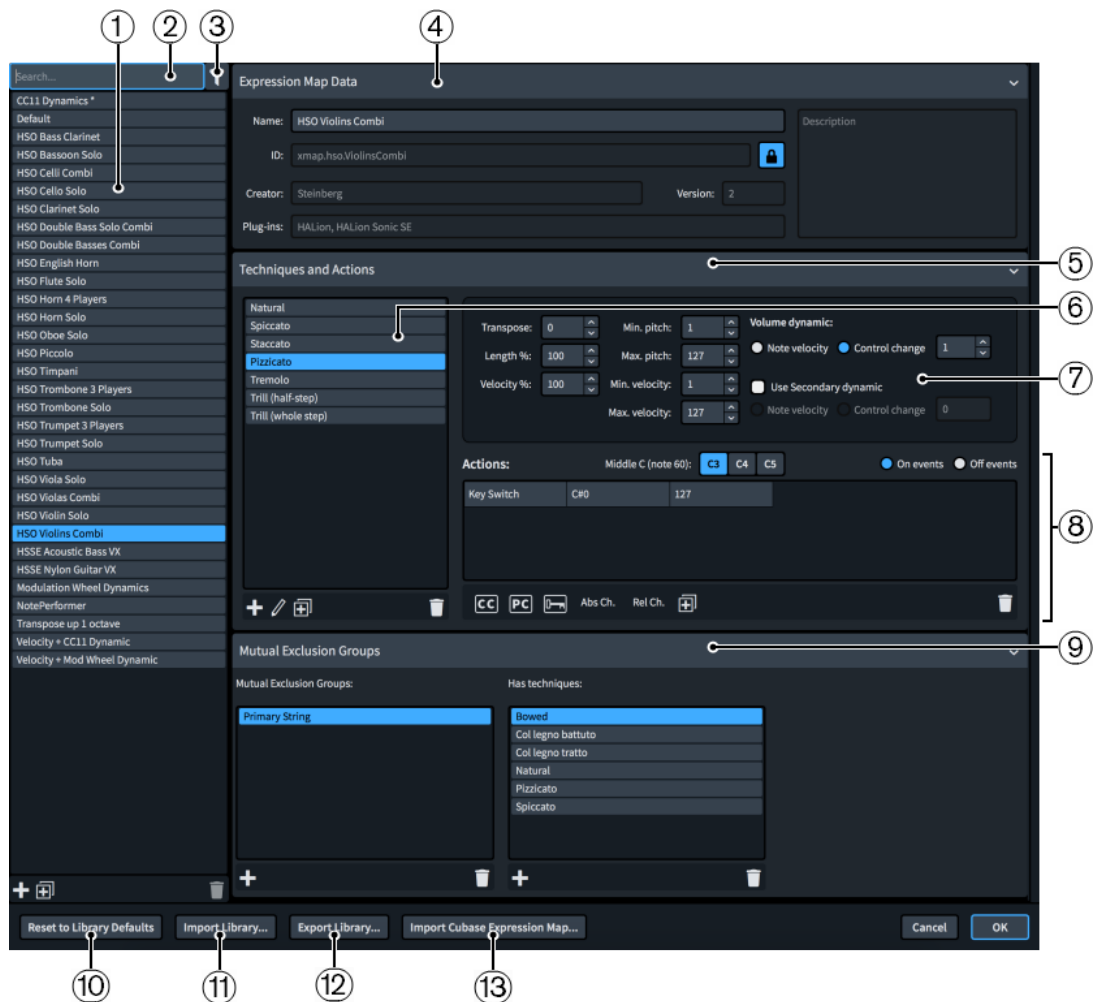 ① ② ③ ④
Search...
CC11 Dynamics *
Default
HSO Bass Clarinet
HSO Bassoon Solo
HSO Celli Combi
HSO Cello Solo
HSO Clarinet Solo
HSO Double Bass Solo Combi
HSO Double Basses Combi
HSO English Horn
HSO Flute Solo
HSO Horn 4 Players
HSO Horn Solo
HSO Oboe Solo
HSO Piccolo
HSO Timpani
HSO Trombone 3 Players
HSO Trombone Solo
HSO Trumpet 3 Players
HSO Trumpet Solo
HSO Tuba
HSO Viola Solo
HSO Violas Combi
HSO Violin Solo
HSO Violins Combi
HSSE Acoustic Bass VX
HSSE Nylon Guitar VX
Modulation Wheel Dynamics
NotePerformer
Transpose up 1 octave
Velocity + CC11 Dynamic
Velocity + Mod Wheel Dynamic
Expression Map Data
Name: HSO Violins Combi
Description
ID: xmap.hso.ViolinsCombi
Creator: Steinberg Version: 2
Plug-ins: HALion, HALion Sonic SE
Techniques and Actions ⑤
Natural
Spiccato
Staccato
Pizzicato
Tremolo
Trill (half-step)
Trill (whole step)
⑥
Transpose: 0 Min. pitch: 1 Volume dynamic:
Length %: 100 Max. pitch: 127 Note velocity Control change 1
Velocity %: 100 Min. velocity: 1 Use Secondary dynamic ⑦
Max. velocity: 127 Note velocity Control change 0
Actions: Middle C (note 60): C3 C4 C5 On events Off events
Key Switch C#0 127
⑧
CC PC Abs Ch. Rel Ch.
Mutual Exclusion Groups ⑨
Mutual Exclusion Groups: Has techniques:
Primary String
Bowed
Col legno battuto
Col legno tratto
Natural
Pizzicato
Spiccato
Reset to Library Defaults Import Library... Export Library... Import Cubase Expression Map... Cancel OK
⑩ ⑪ ⑫ ⑬